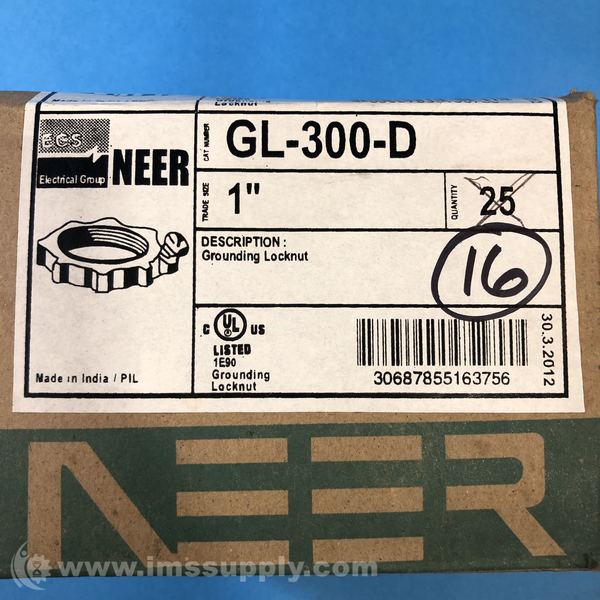 Locknut
ECS
Electrical Group
NEER
CAT NUMBER
GL-300-D
TRADE SIZE
1"
QUANTITY
25
16
DESCRIPTION :
Grounding Locknut
C UL US
LISTED
1E90
Grounding
Locknut
30687855163756
30.3.2012
Made in India / PIL
NEER
www.imssupply.com